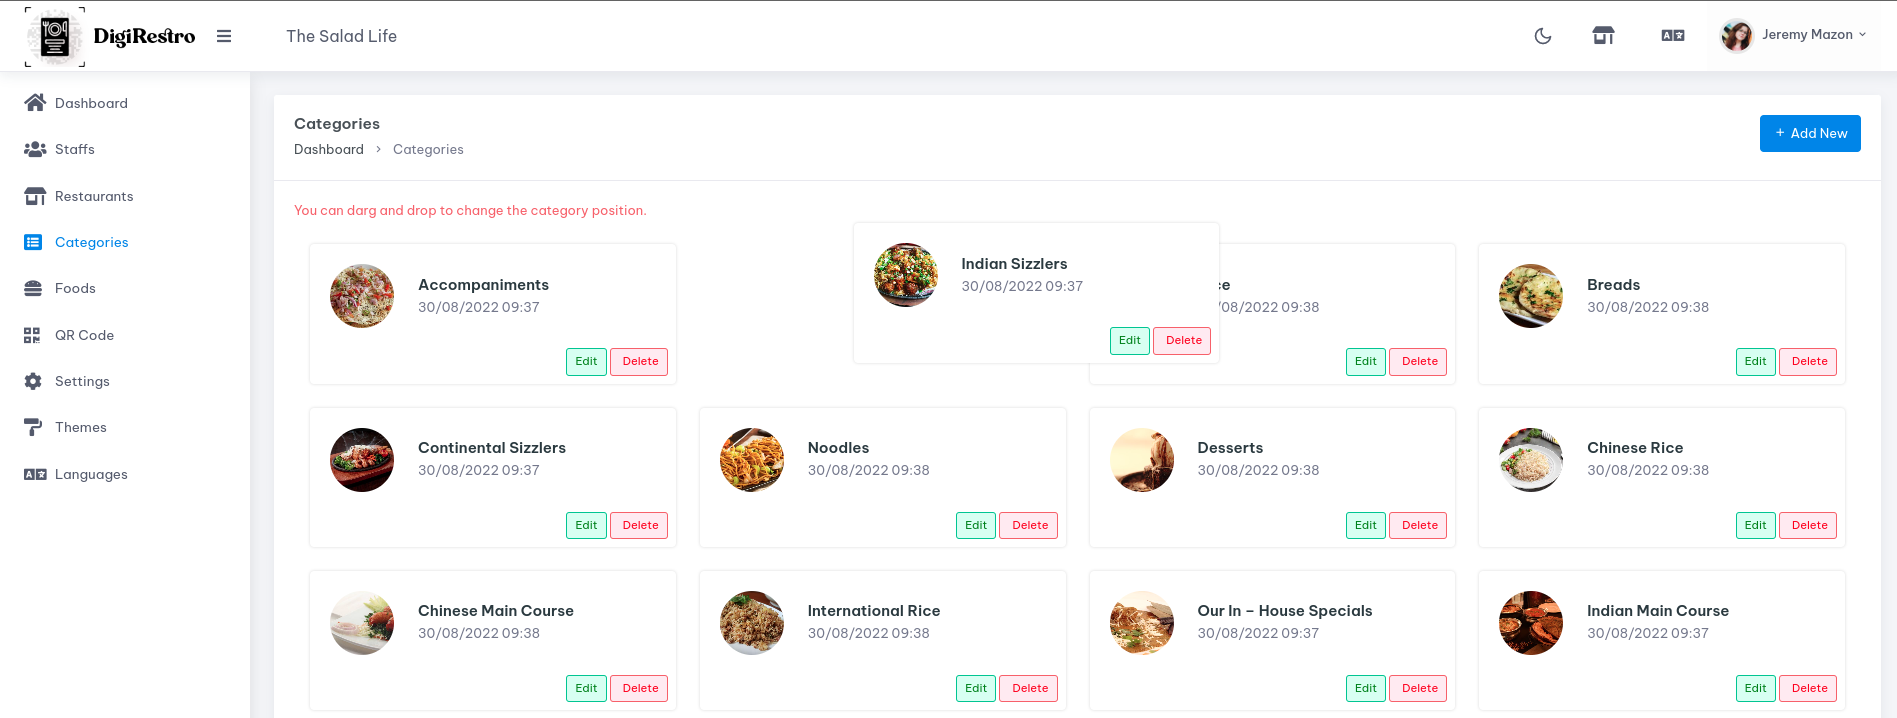 DigiRestro
The Salad Life
Jeremy Mazon
Dashboard
Staffs
Restaurants
Categories
Foods
QR Code
Settings
Themes
Languages
Categories
Dashboard > Categories
+ Add New
You can darg and drop to change the category position.
Accompaniments
30/08/2022 09:37
Edit Delete
Indian Sizzlers
30/08/2022 09:37
Edit Delete
ce
/08/2022 09:38
Edit Delete
Breads
30/08/2022 09:38
Edit Delete
Continental Sizzlers
30/08/2022 09:37
Edit Delete
Noodles
30/08/2022 09:38
Edit Delete
Desserts
30/08/2022 09:38
Edit Delete
Chinese Rice
30/08/2022 09:38
Edit Delete
Chinese Main Course
30/08/2022 09:38
Edit Delete
International Rice
30/08/2022 09:38
Edit Delete
Our In – House Specials
30/08/2022 09:37
Edit Delete
Indian Main Course
30/08/2022 09:37
Edit Delete